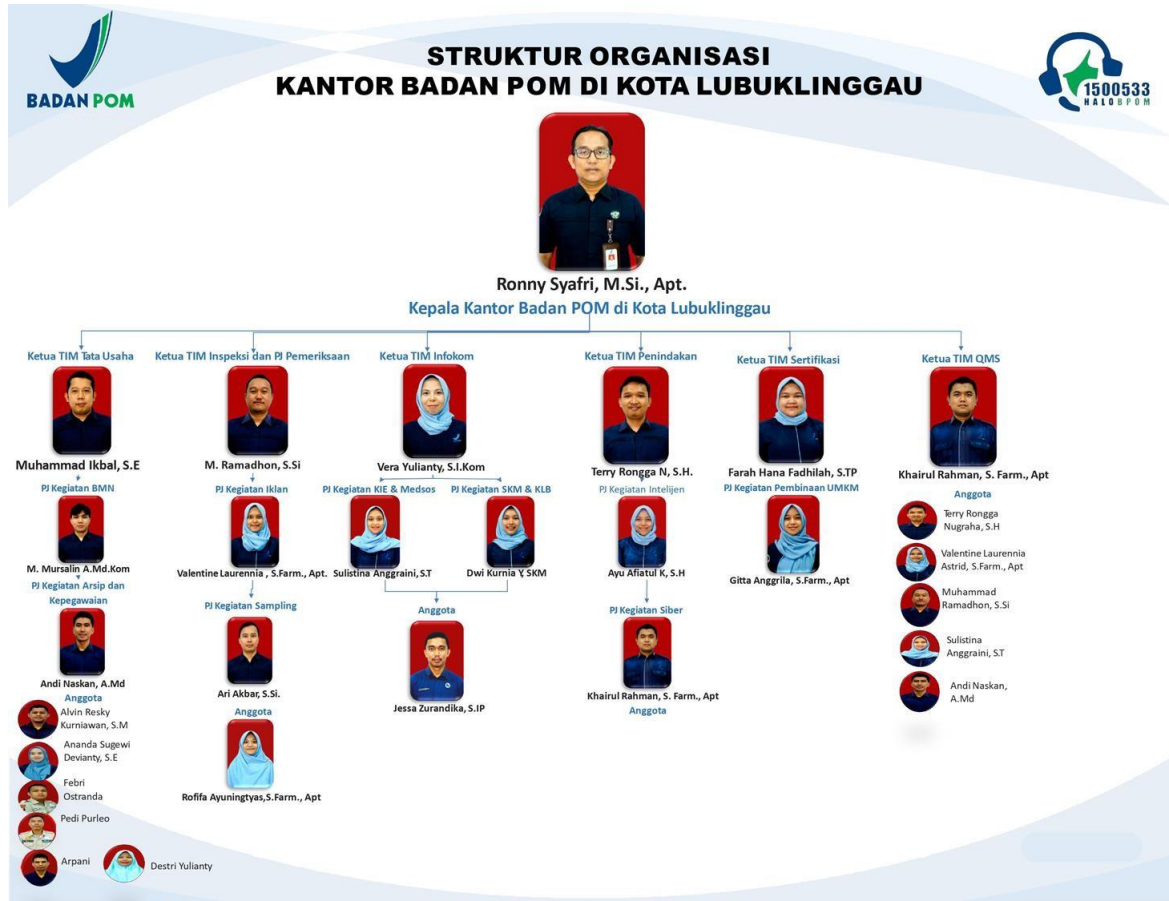 BADAN POM
STRUKTUR ORGANISASI
KANTOR BADAN POM DI KOTA LUBUKLINGGAU
1500533
HALOBPOM
Ronny Syafri, M.Si., Apt.
Kepala Kantor Badan POM di Kota Lubuklinggau
Ketua TIM Tata Usaha
Muhammad Ikbal, S.E
PJ Kegiatan BMN
M. Mursalin A.Md.Kom
PJ Kegiatan Arsip dan
Kepegawaian
Andi Naskan, A.Md
Anggota
Alvin Resky
Kurniawan, S.M
Ananda Sugewi
Devianty, S.E
Febri
Ostranda
Pedi Purleo
Arpani
Destri Yulianty
Ketua TIM Inspeksi dan PJ Pemeriksaan
M. Ramadhon, S.Si
PJ Kegiatan Iklan
Valentine Laurennia , S.Farm., Apt.
PJ Kegiatan Sampling
Ari Akbar, S.Si.
Anggota
Rofifa Ayuningtyas,S.Farm., Apt
Ketua TIM Infokom
Vera Yulianty, S.I.Kom
PJ Kegiatan KIE & Medsos
Sulistina Anggraini, S.T
PJ Kegiatan SKM & KLB
Dwi Kurnia Y, SKM
Anggota
Jessa Zurandika, S.IP
Ketua TIM Penindakan
Terry Rongga N, S.H.
PJ Kegiatan Intelijen
Ayu Afiatul K, S.H
PJ Kegiatan Siber
Khairul Rahman, S. Farm., Apt
Anggota
Ketua TIM Sertifikasi
Farah Hana Fadhilah, S.TP
PJ Kegiatan Pembinaan UMKM
Gitta Anggrila, S.Farm., Apt
Ketua TIM QMS
Khairul Rahman, S. Farm., Apt
Anggota
Terry Rongga
Nugraha, S.H
Valentine Laurennia
Astrid, S.Farm., Apt
Muhammad
Ramadhon, S.Si
Sulistina
Anggraini, S.T
Andi Naskan,
A.Md